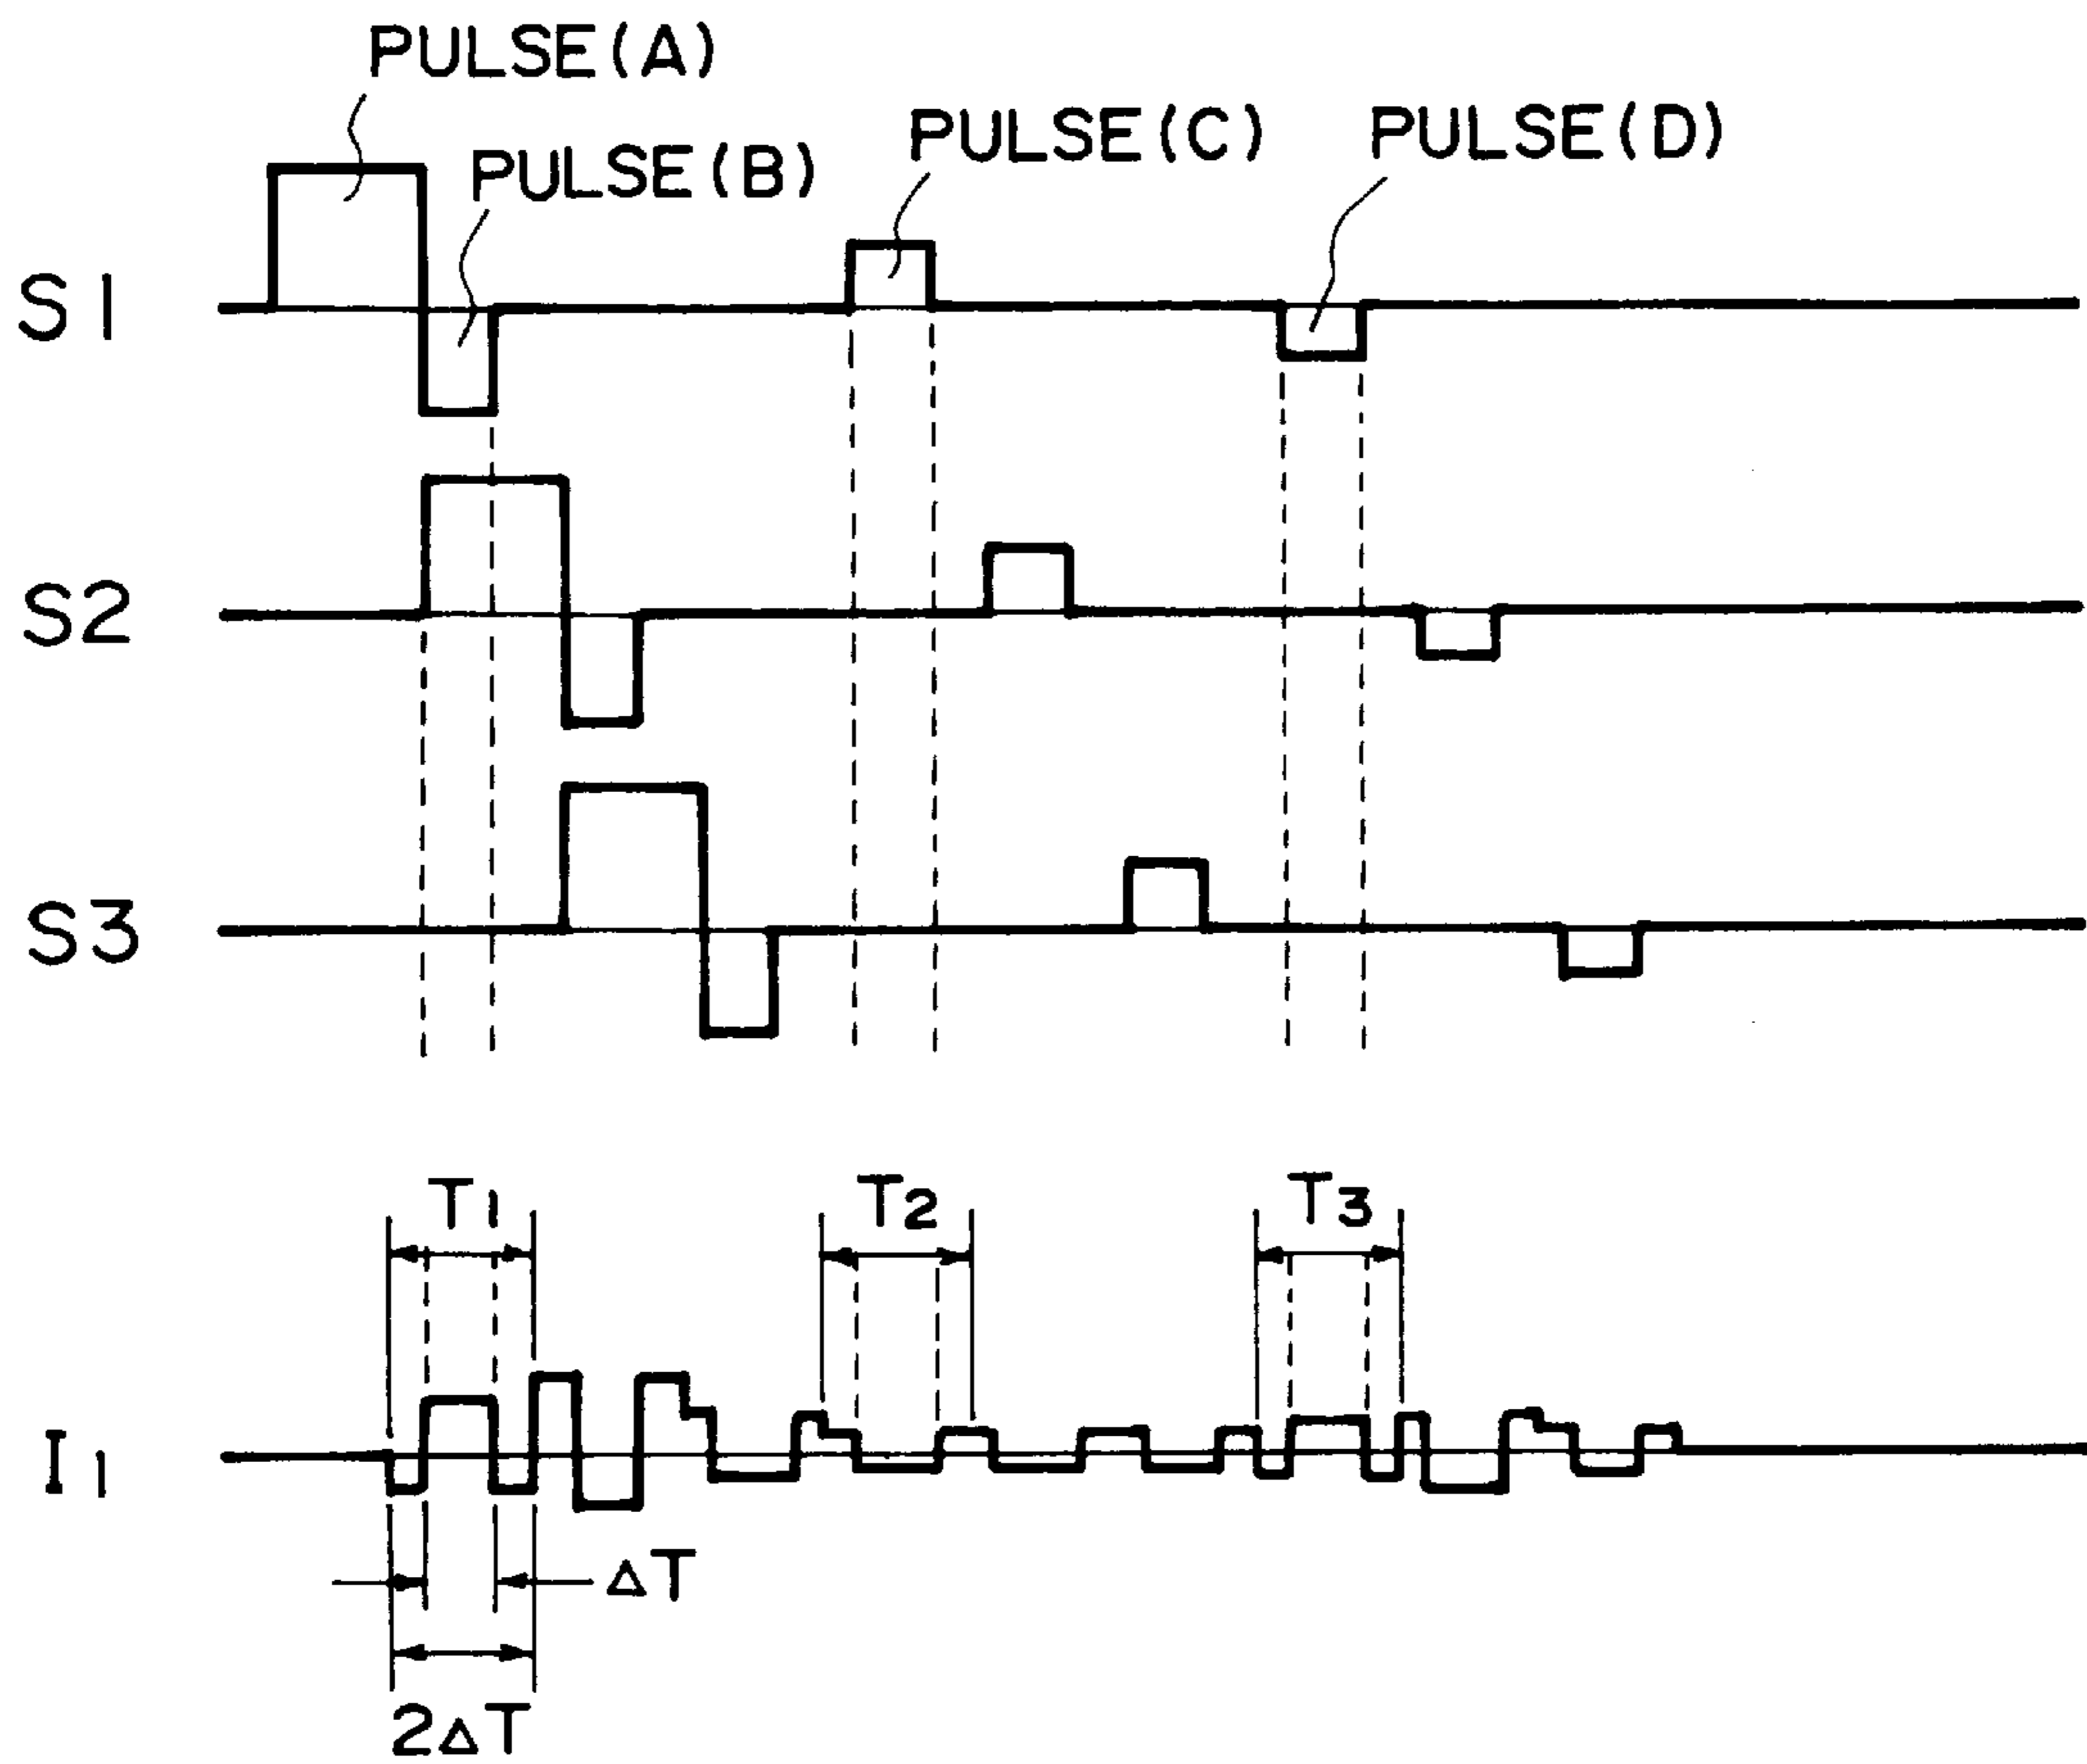 PULSE(A)
PULSE(B)
PULSE(C)
PULSE(D)
S1
S2
S3
T1
T2
T3
I1
ΔT
2ΔT